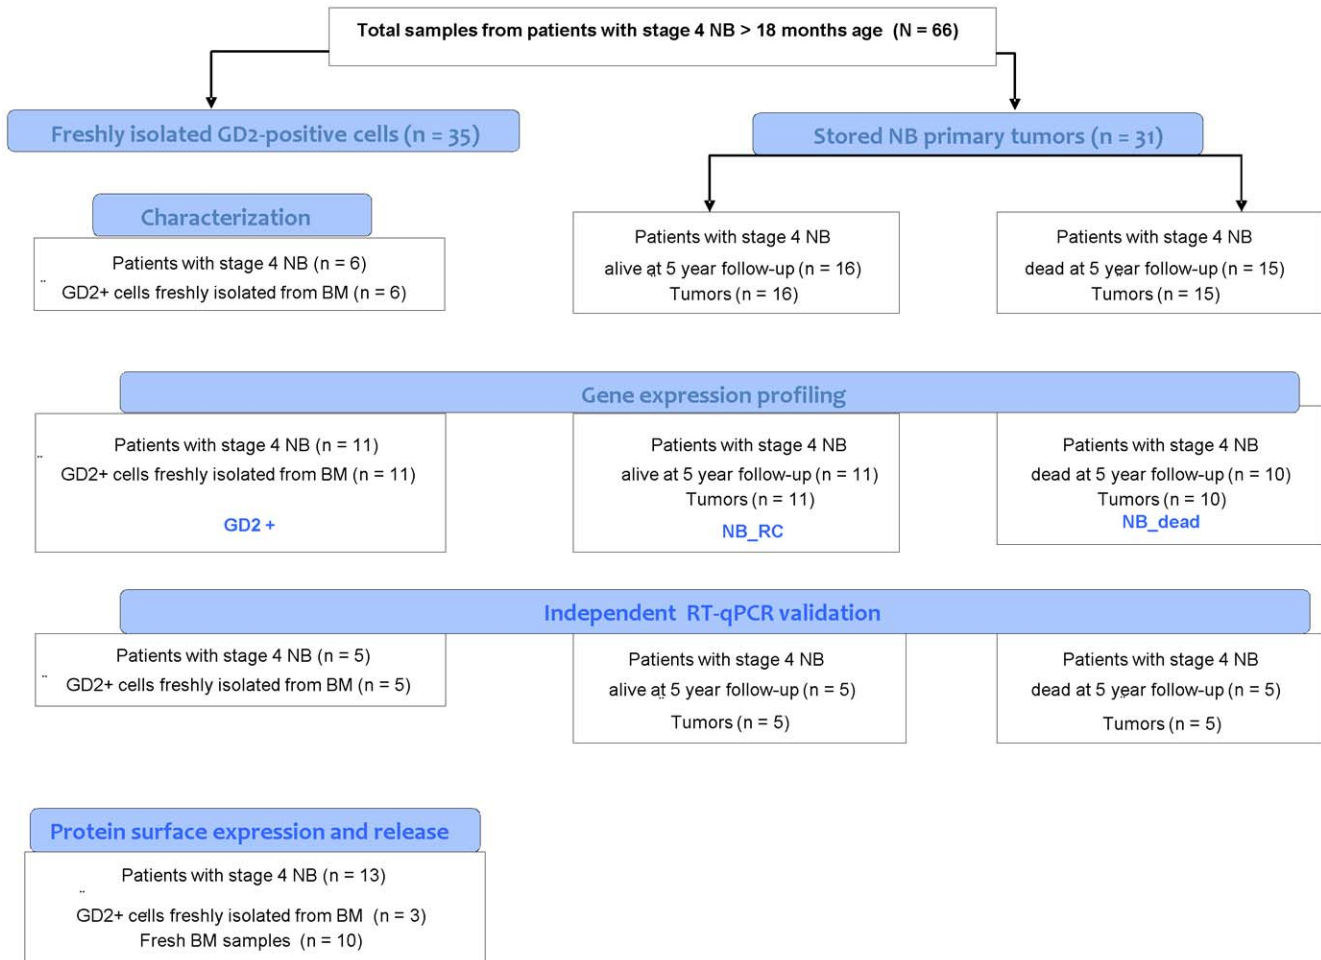 Total samples from patients with stage 4 NB > 18 months age (N = 66)
Freshly isolated GD2-positive cells (n = 35)
Stored NB primary tumors (n = 31)
Characterization
Patients with stage 4 NB (n = 6)
GD2+ cells freshly isolated from BM (n = 6)
Patients with stage 4 NB
alive at 5 year follow-up (n = 16)
Tumors (n = 16)
Patients with stage 4 NB
dead at 5 year follow-up (n = 15)
Tumors (n = 15)
Gene expression profiling
Patients with stage 4 NB (n = 11)
GD2+ cells freshly isolated from BM (n = 11)
GD2 +
Patients with stage 4 NB
alive at 5 year follow-up (n = 11)
Tumors (n = 11)
NB_RC
Patients with stage 4 NB
dead at 5 year follow-up (n = 10)
Tumors (n = 10)
NB_dead
Independent RT-qPCR validation
Patients with stage 4 NB (n = 5)
GD2+ cells freshly isolated from BM (n = 5)
Patients with stage 4 NB
alive at 5 year follow-up (n = 5)
Tumors (n = 5)
Patients with stage 4 NB
dead at 5 year follow-up (n = 5)
Tumors (n = 5)
Protein surface expression and release
Patients with stage 4 NB (n = 13)
GD2+ cells freshly isolated from BM (n = 3)
Fresh BM samples (n = 10)